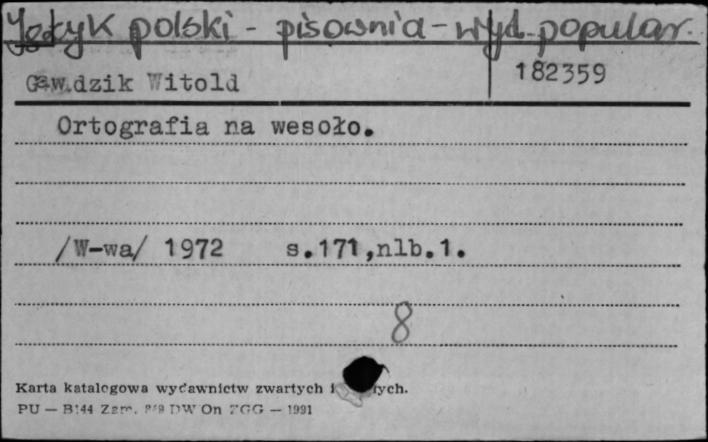 Język polski - pisownia - wyd. popular.
Gawdzik Witold 182359
Ortografia na wesoło.
/W-wa/ 1972 s.171,nlb.1.
8
Karta katalogowa wydawnictw zwartych i
PU — B144 Zam. DW On ZGG — 1991